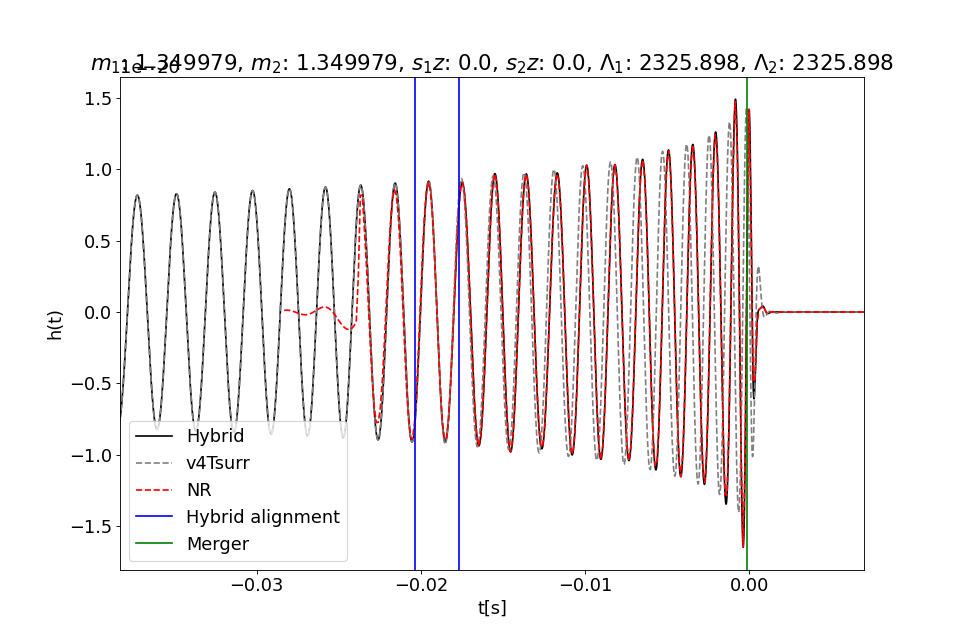 m₁: 1.349979, m₂: 1.349979, s₁z: 0.0, s₂z: 0.0, Λ₁: 2325.898, Λ₂: 2325.898
1e−20
1.5
1.0
0.5
0.0
−0.5
−1.0
−1.5
h(t)
Hybrid
v4Tsurr
NR
Hybrid alignment
Merger
−0.03 −0.02 −0.01 0.00
t[s]